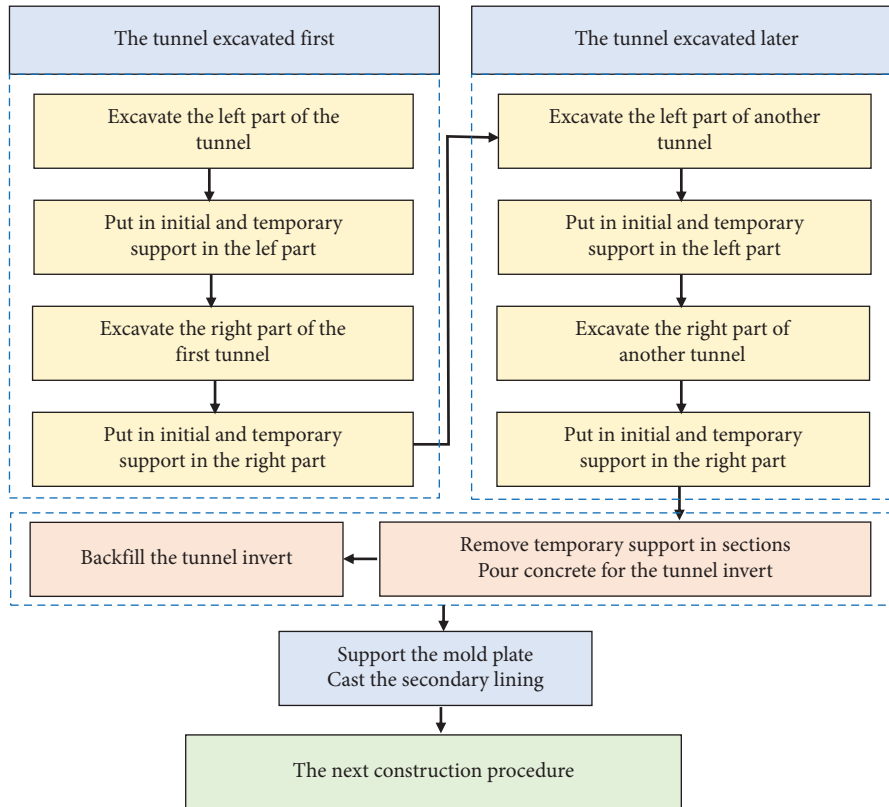 The tunnel excavated first
Excavate the left part of the
tunnel
Put in initial and temporary
support in the lef part
Excavate the right part of the
first tunnel
Put in initial and temporary
support in the right part
The tunnel excavated later
Excavate the left part of another
tunnel
Put in initial and temporary
support in the left part
Excavate the right part of
another tunnel
Put in initial and temporary
support in the right part
Remove temporary support in sections
Pour concrete for the tunnel invert
Backfill the tunnel invert
Support the mold plate
Cast the secondary lining
The next construction procedure